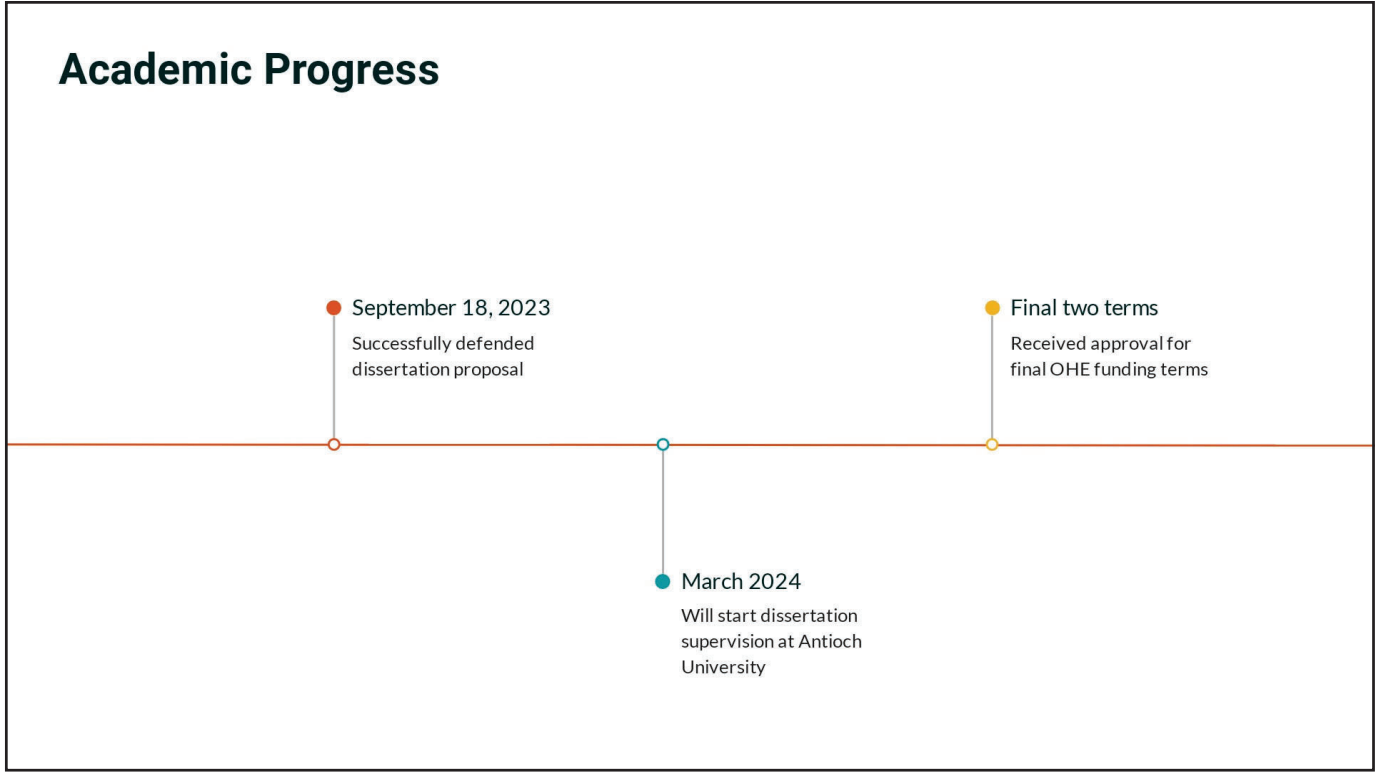 Academic Progress
September 18, 2023
Successfully defended
dissertation proposal
Final two terms
Received approval for
final OHE funding terms
March 2024
Will start dissertation
supervision at Antioch
University